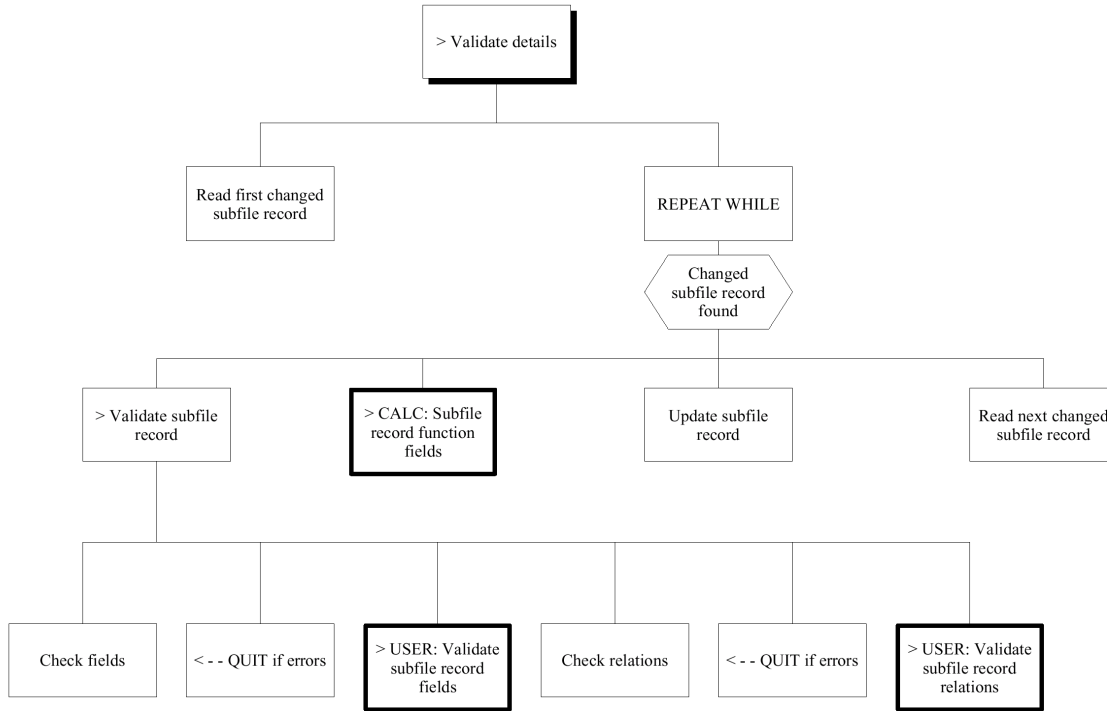 > Validate details
Read first changed
subfile record
REPEAT WHILE
Changed
subfile record
found
> Validate subfile
record
> CALC: Subfile
record function
fields
Update subfile
record
Read next changed
subfile record
Check fields
< - - QUIT if errors
> USER: Validate
subfile record
fields
Check relations
< - - QUIT if errors
> USER: Validate
subfile record
relations